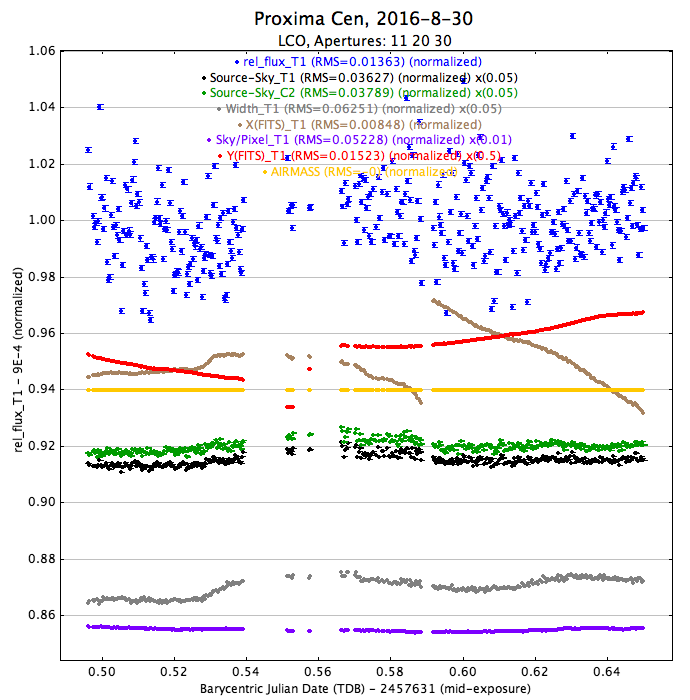 Proxima Cen, 2016-8-30
LCO, Apertures: 11 20 30
rel_flux_T1 (RMS=0.01363) (normalized)
Source-Sky_T1 (RMS=0.03627) (normalized) x(0.05)
Source-Sky_C2 (RMS=0.03789) (normalized) x(0.05)
Width_T1 (RMS=0.06251) (normalized) x(0.05)
X(FITS)_T1 (RMS=0.00848) (normalized)
Sky/Pixel_T1 (RMS=0.05228) (normalized) x(0.01)
Y(FITS)_T1 (RMS=0.01523) (normalized) x(0.5)
AIRMASS (RMS=-0) (normalized)
rel_flux_T1 - 9E-4 (normalized)
1.06
1.04
1.02
1.00
0.98
0.96
0.94
0.92
0.90
0.88
0.86
0.50 0.52 0.54 0.56 0.58 0.60 0.62 0.64
Barycentric Julian Date (TDB) - 2457631 (mid-exposure)